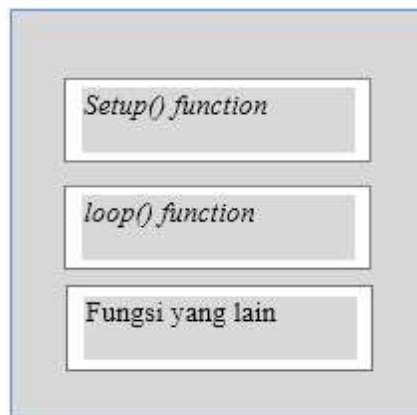 Setup() function
loop() function
Fungsi yang lain